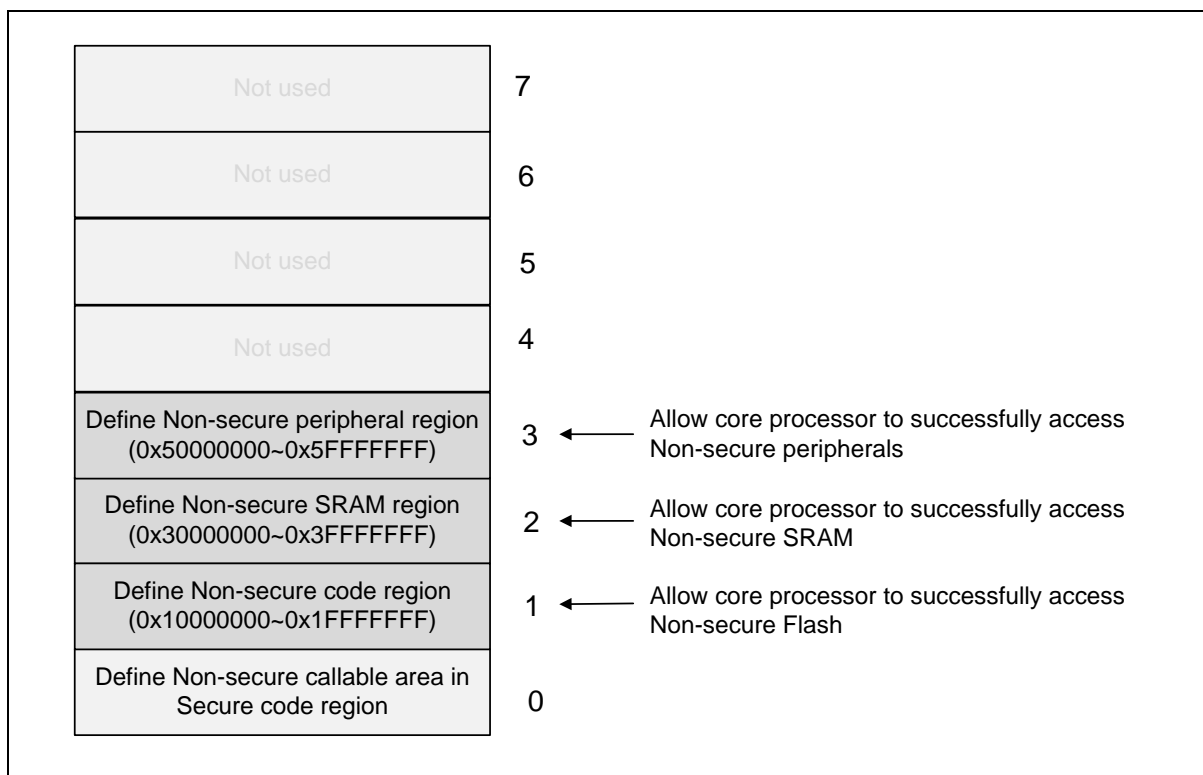 Not used
7
Not used
6
Not used
5
Not used
4
Define Non-secure peripheral region
(0x50000000~0x5FFFFFFF)
3
Allow core processor to successfully access
Non-secure peripherals
Define Non-secure SRAM region
(0x30000000~0x3FFFFFFF)
2
Allow core processor to successfully access
Non-secure SRAM
Define Non-secure code region
(0x10000000~0x1FFFFFFF)
1
Allow core processor to successfully access
Non-secure Flash
Define Non-secure callable area in
Secure code region
0